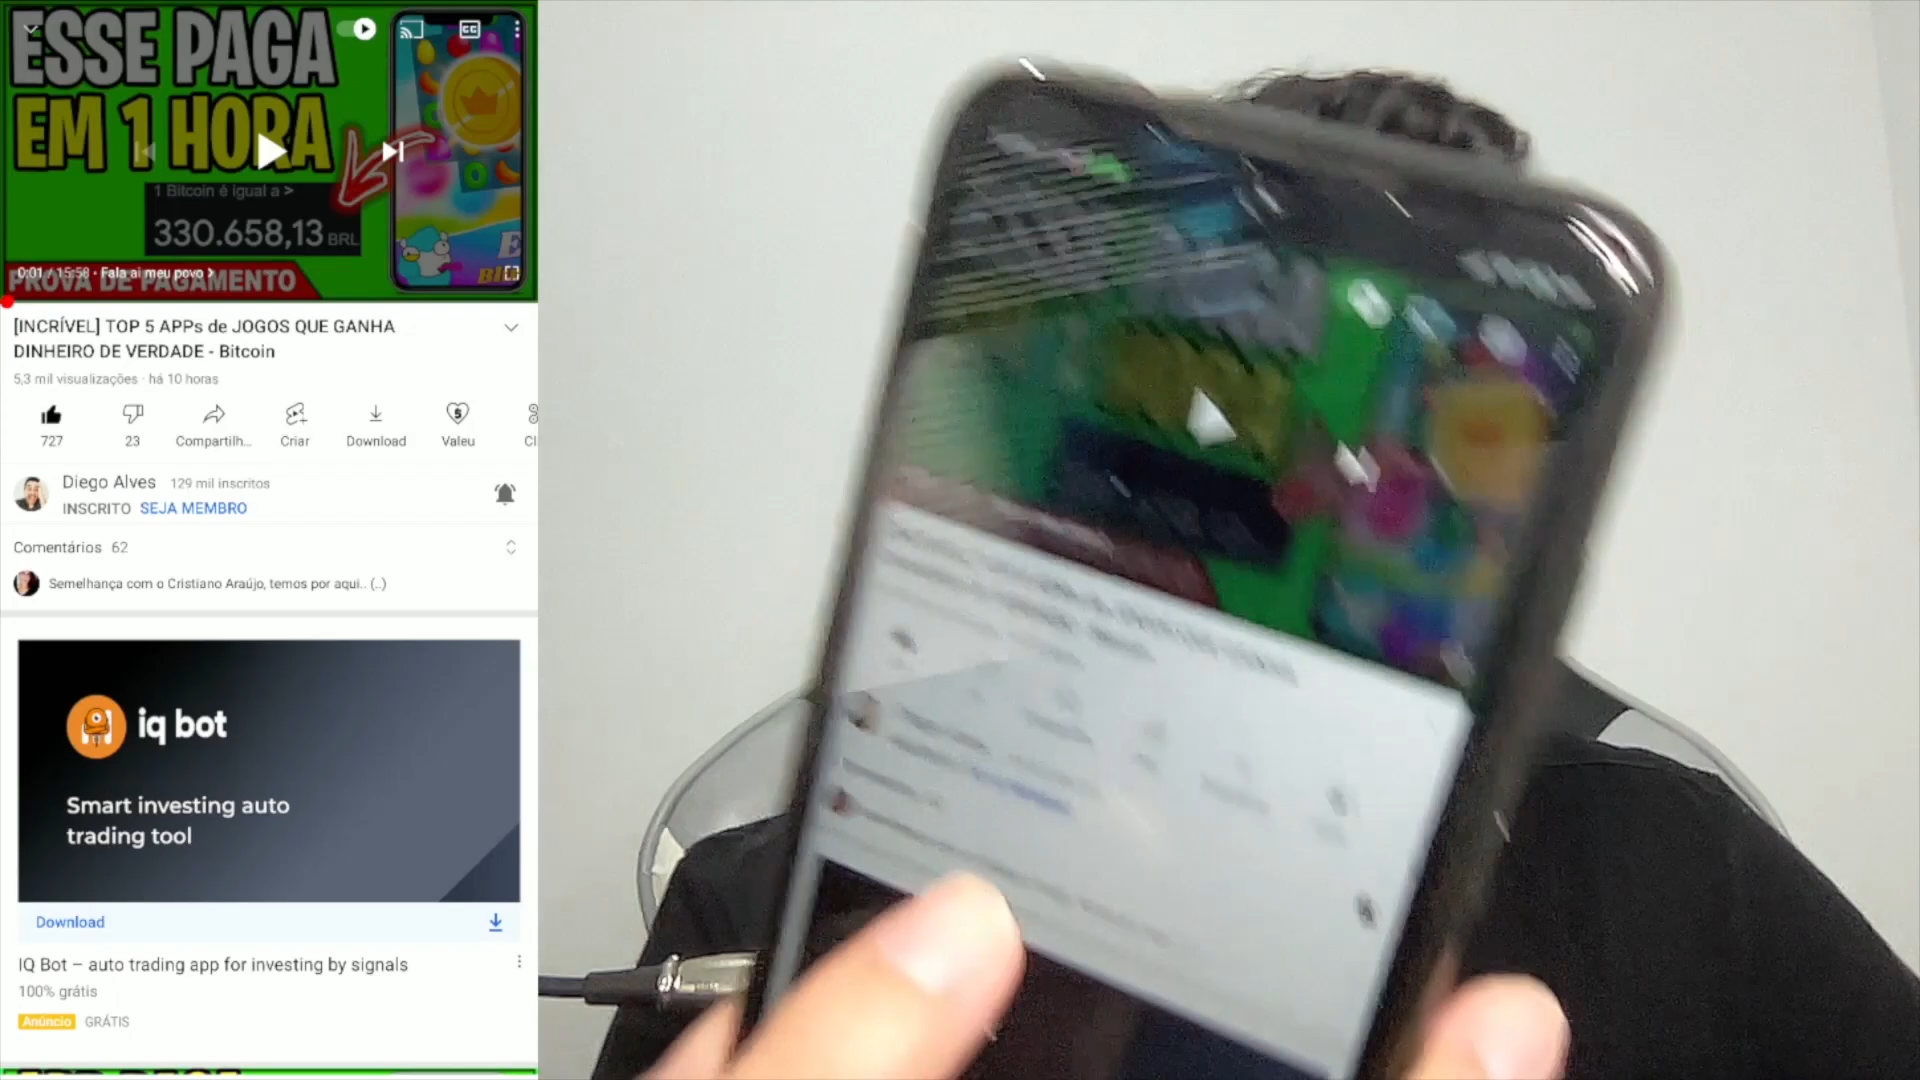 ESSE PAGA
EM 1 HORA
1 Bitcoin é igual a >
330.658,13 BRL
0:01 / 15:58 · Fala ai meu povo >
PROVA DE PAGAMENTO
[INCRÍVEL] TOP 5 APPs de JOGOS QUE GANHA
DINHEIRO DE VERDADE - Bitcoin
5,3 mil visualizações · há 10 horas
727
23
Compartilh...
Criar
Download
Valeu
Diego Alves 129 mil inscritos
INSCRITO SEJA MEMBRO
Comentários 62
Semelhança com o Cristiano Araújo, temos por aqui.. (..)
iq bot
Smart investing auto
trading tool
Download
IQ Bot – auto trading app for investing by signals
100% grátis
Anúncio GRÁTIS